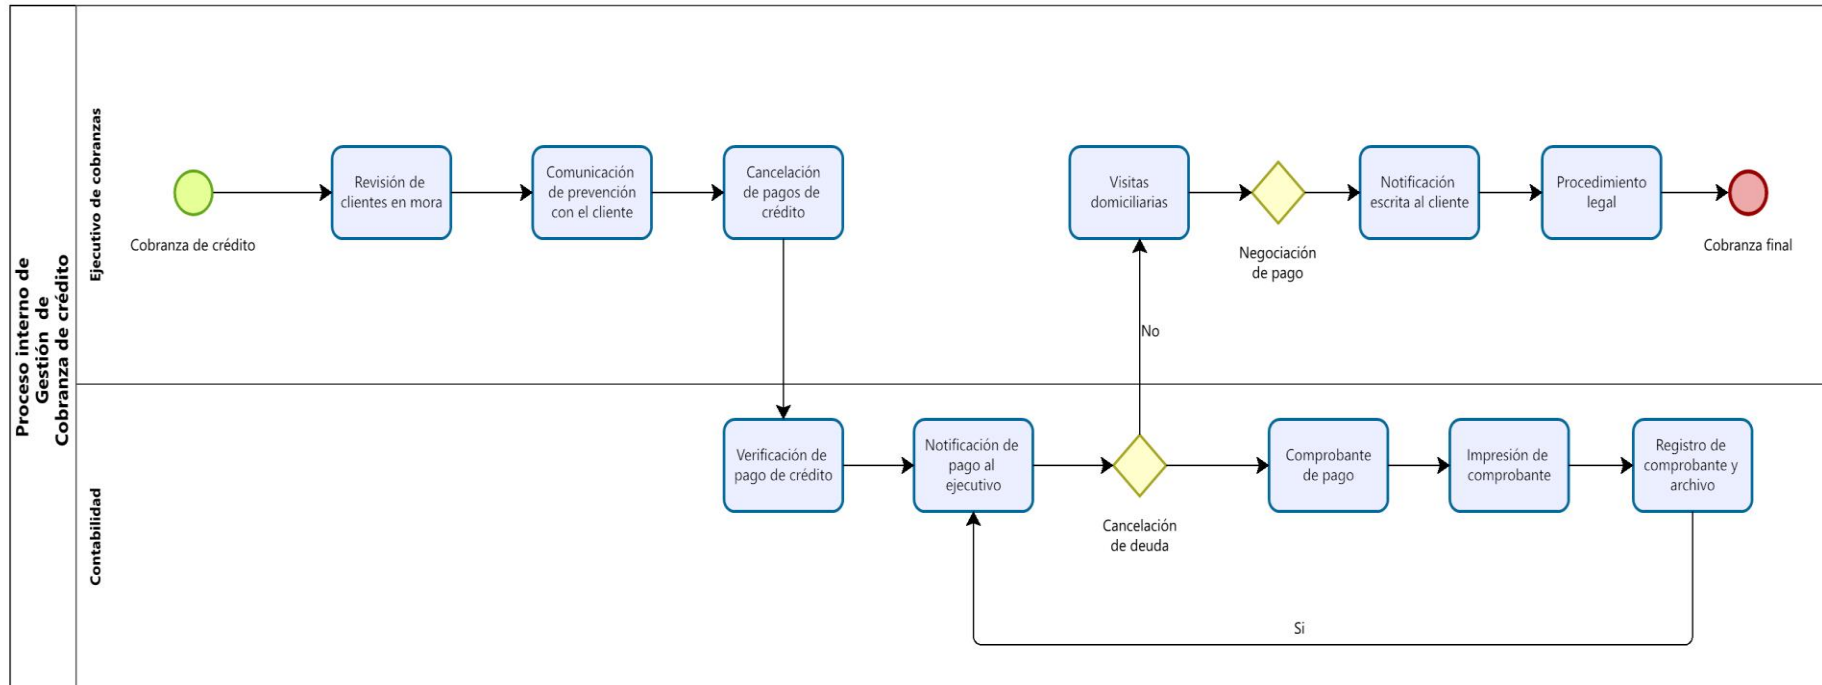 Proceso interno de
Gestión de
Cobranza de crédito
Ejecutivo de cobranzas
Cobranza de crédito
Revisión de
clientes en mora
Comunicación
de prevención
con el cliente
Cancelación
de pagos de
crédito
Visitas
domiciliarias
Negociación
de pago
Notificación
escrita al cliente
Procedimiento
legal
Cobranza final
No
Contabilidad
Verificación de
pago de crédito
Notificación de
pago al
ejecutivo
Cancelación
de deuda
Comprobante
de pago
Impresión de
comprobante
Registro de
comprobante y
archivo
Si